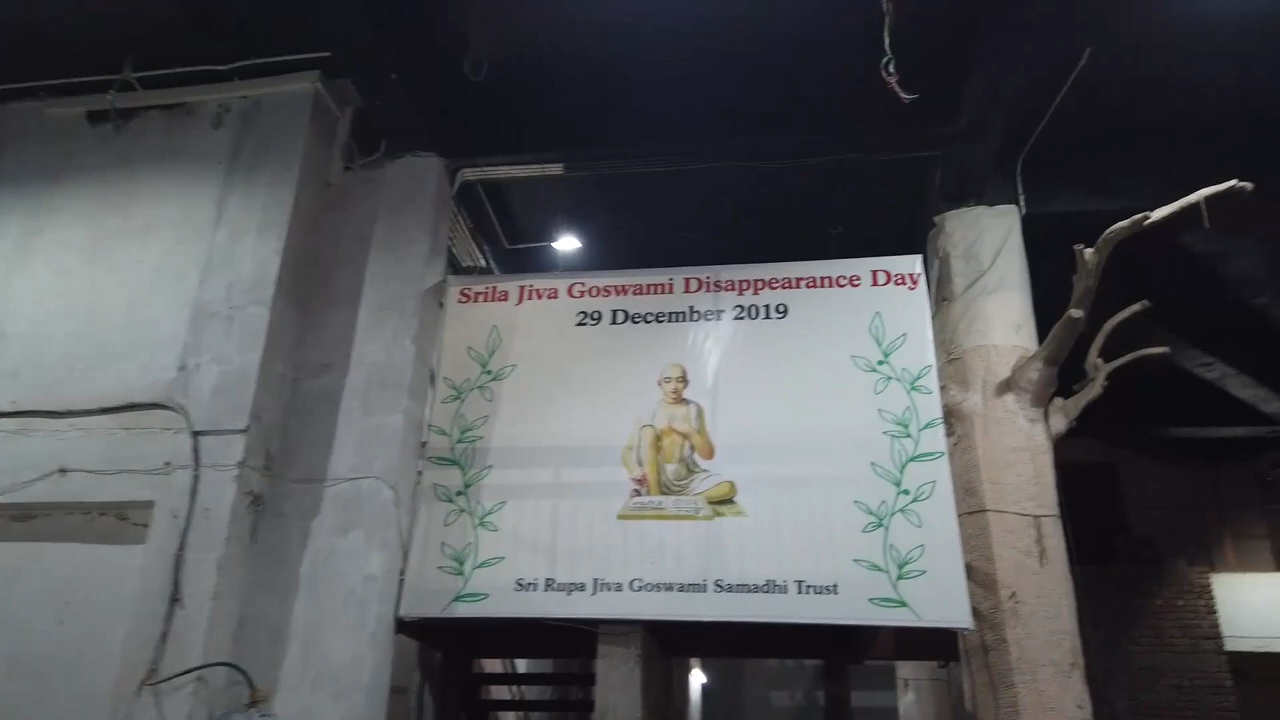 Srila Jiva Goswami Disappearance Day
29 December 2019
Sri Rupa Jiva Goswami Samadhi Trust